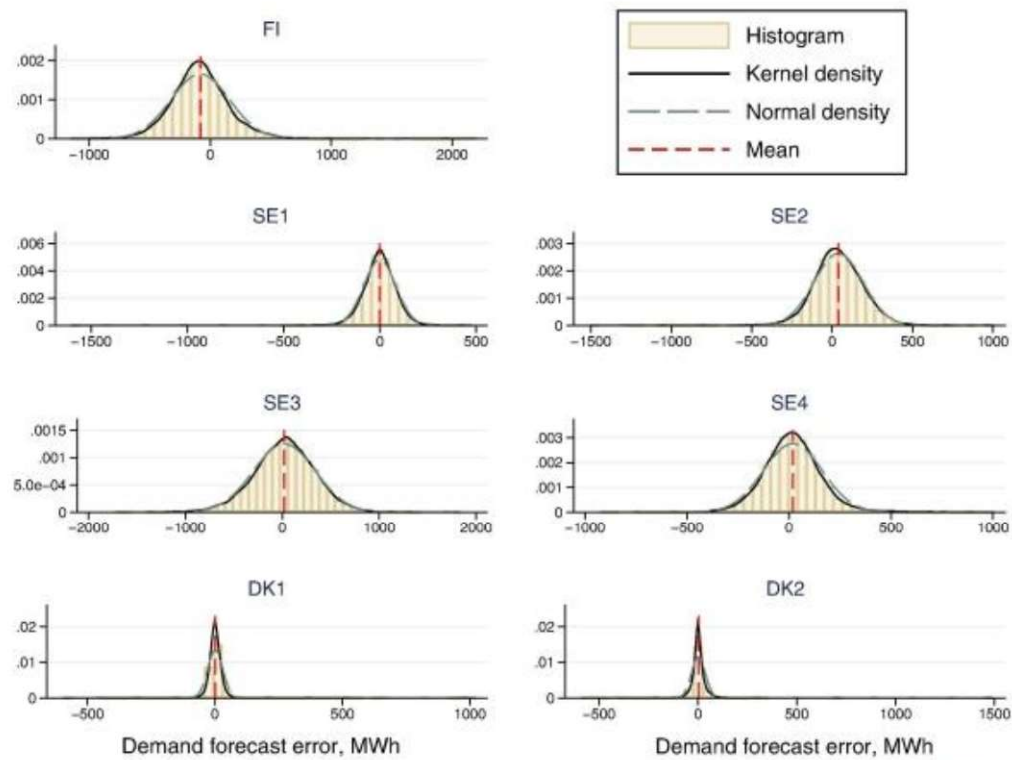 FI
.002
.001
0
−1000 0 1000 2000
Histogram
Kernel density
Normal density
Mean
SE1
.006
.004
.002
0
−1500 −1000 −500 0 500
SE2
.003
.002
.001
0
−1500 −1000 −500 0 500 1000
SE3
.0015
.001
5.0e−04
0
−2000 −1000 0 1000 2000
SE4
.003
.002
.001
0
−1000 −500 0 500 1000
DK1
.02
.01
0
−500 0 500 1000
Demand forecast error, MWh
DK2
.02
.01
0
−500 0 500 1000 1500
Demand forecast error, MWh